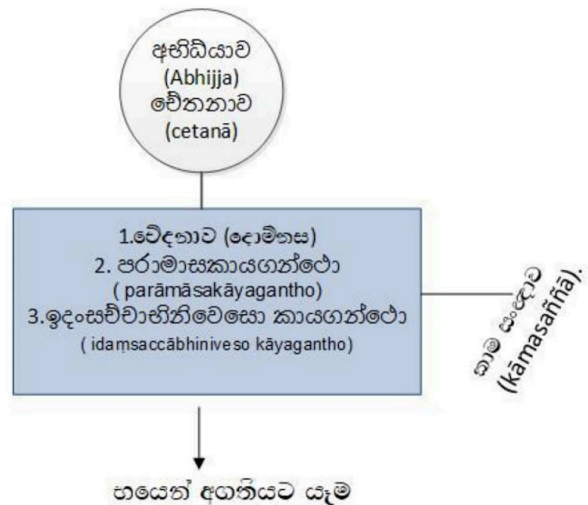 අභිධ්යාව
(Abhijja)
චේතනාව
(cetanā)
1.වේදනාව (දොම්නස)
2. පරාමාසකායගන්ථො
( parāmāsakāyagantho)
3.ඉදංසච්චාභිනිවෙසො කායගන්ථො
( idaṃsaccābhiniveso kāyagantho)
කාම සංඥාව
(kāmasaññā).
භයෙන් අගතියට යෑම